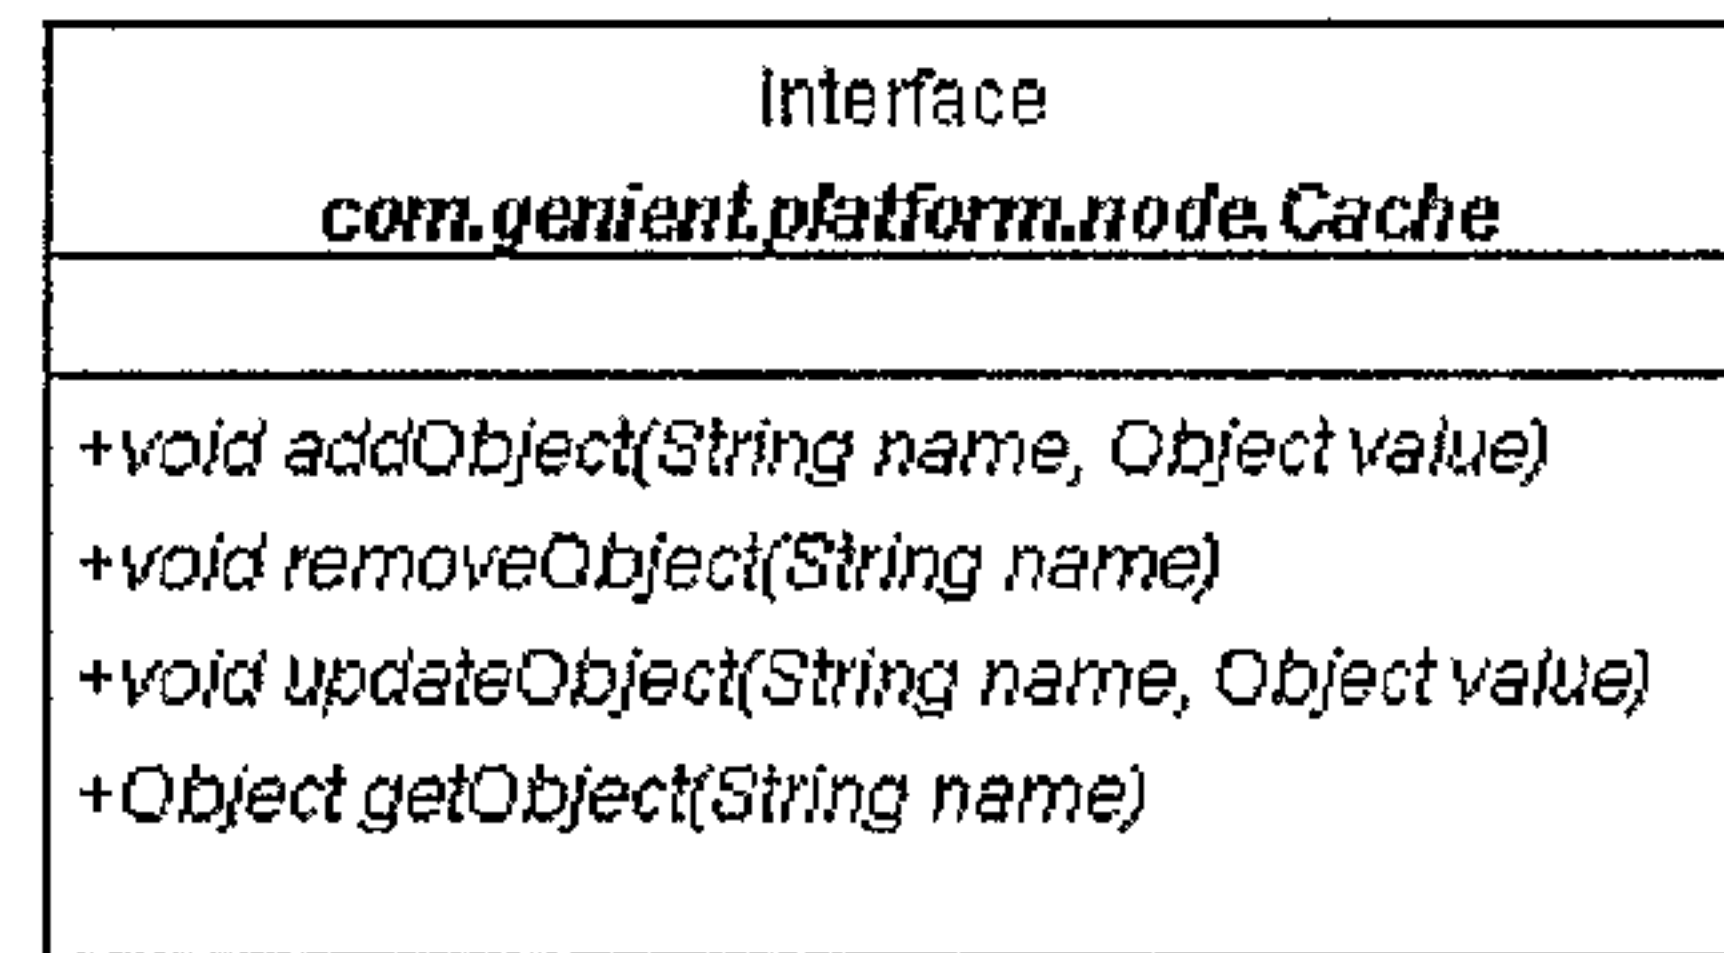 Interface
com.genient.platform.node.Cache
+void addObject(String name, Object value)
+void removeObject(String name)
+void updateObject(String name, Object value)
+Object getObject(String name)